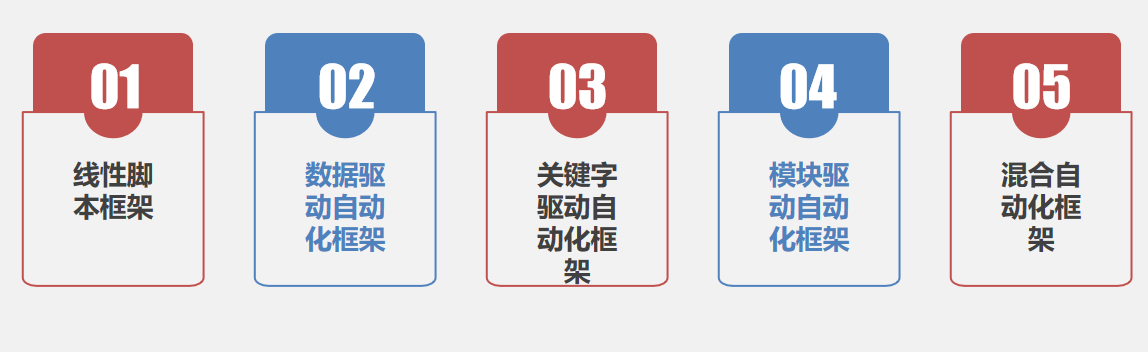 01
线性脚
本框架
02
数据驱
动自动
化框架
03
关键字
驱动自
动化框
架
04
模块驱
动自动
化框架
05
混合自
动化框
架